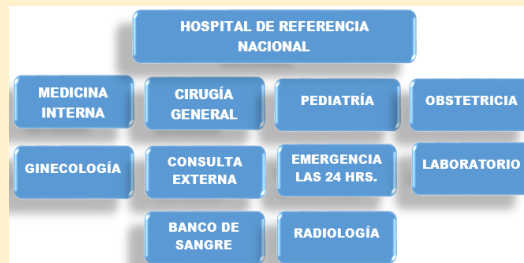 HOSPITAL DE REFERENCIA
NACIONAL
MEDICINA
INTERNA
CIRUGÍA
GENERAL
PEDIATRÍA
OBSTETRICIA
GINECOLOGÍA
CONSULTA
EXTERNA
EMERGENCIA
LAS 24 HRS.
LABORATORIO
BANCO DE
SANGRE
RADIOLOGÍA